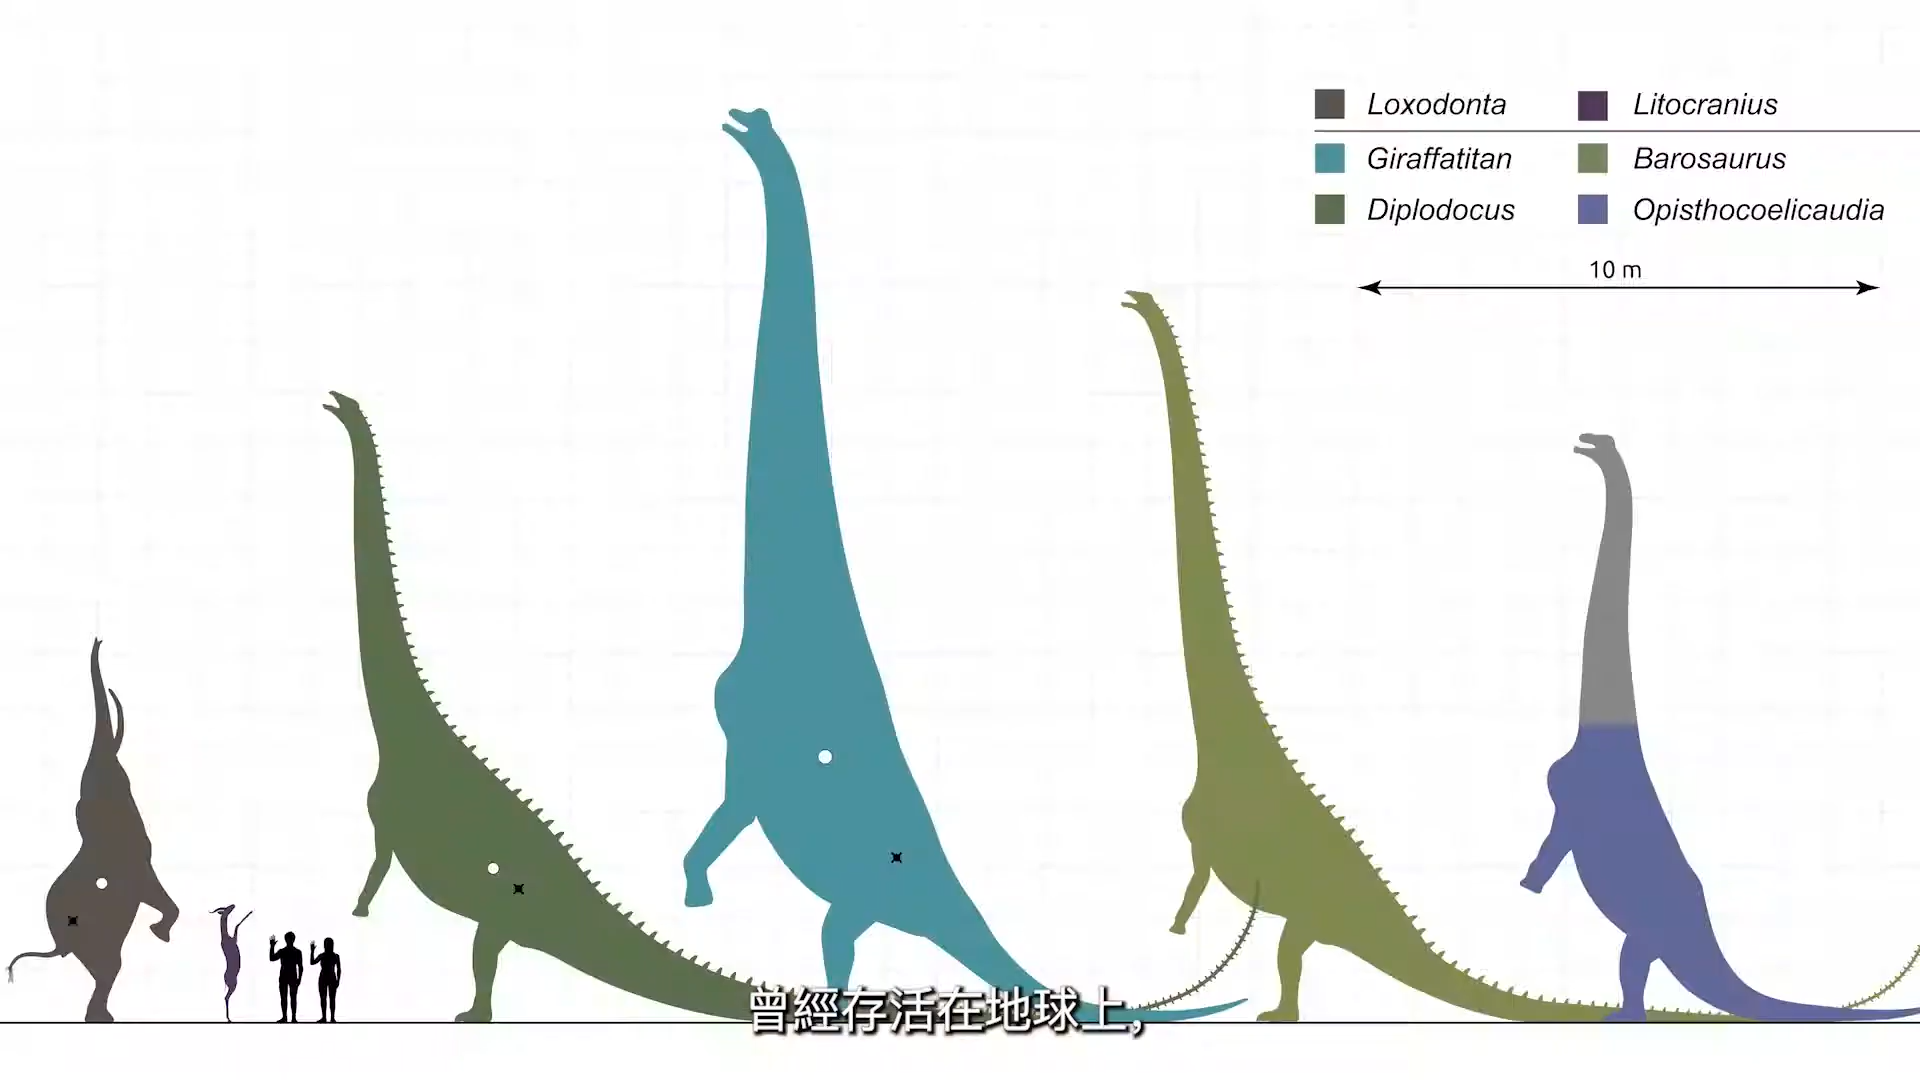 Loxodonta Litocranius
Giraffatitan Barosaurus
Diplodocus Opisthocoelicaudia
10 m
曾經存活在地球上,